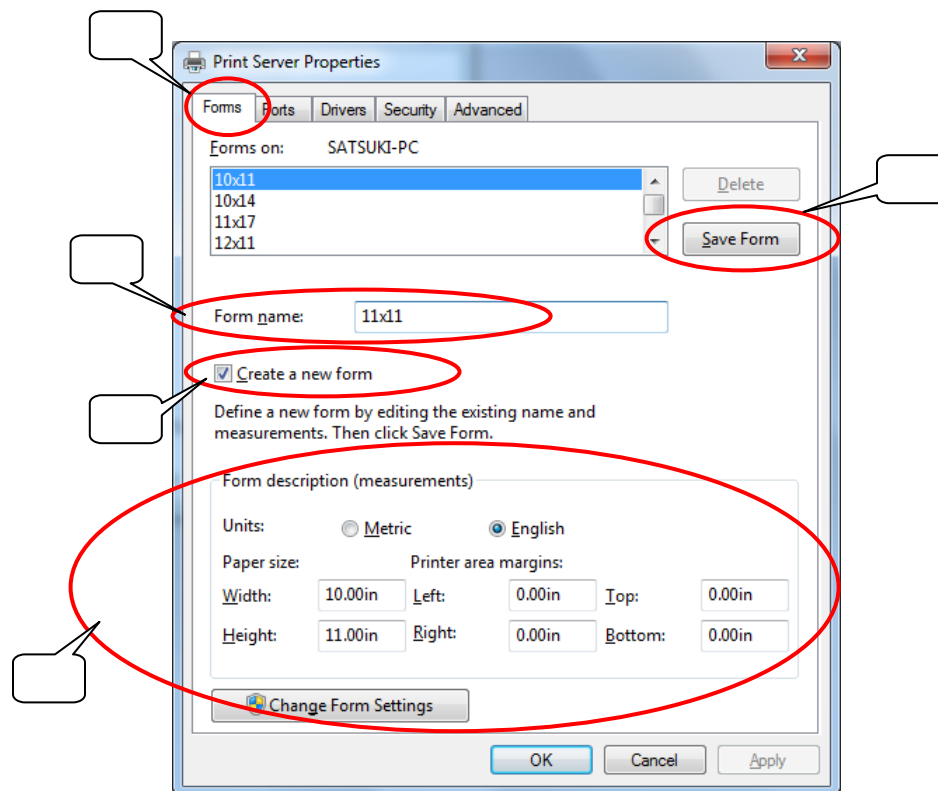 Print Server Properties
Forms Ports Drivers Security Advanced
Forms on: SATSUKI-PC
10x11
10x14
11x17
12x11
Delete
Save Form
Form name: 11x11
Create a new form
Define a new form by editing the existing name and
measurements. Then click Save Form.
Form description (measurements)
Units: Metric English
Paper size: Printer area margins:
Width: 10.00in Left: 0.00in Top: 0.00in
Height: 11.00in Right: 0.00in Bottom: 0.00in
Change Form Settings
OK Cancel Apply